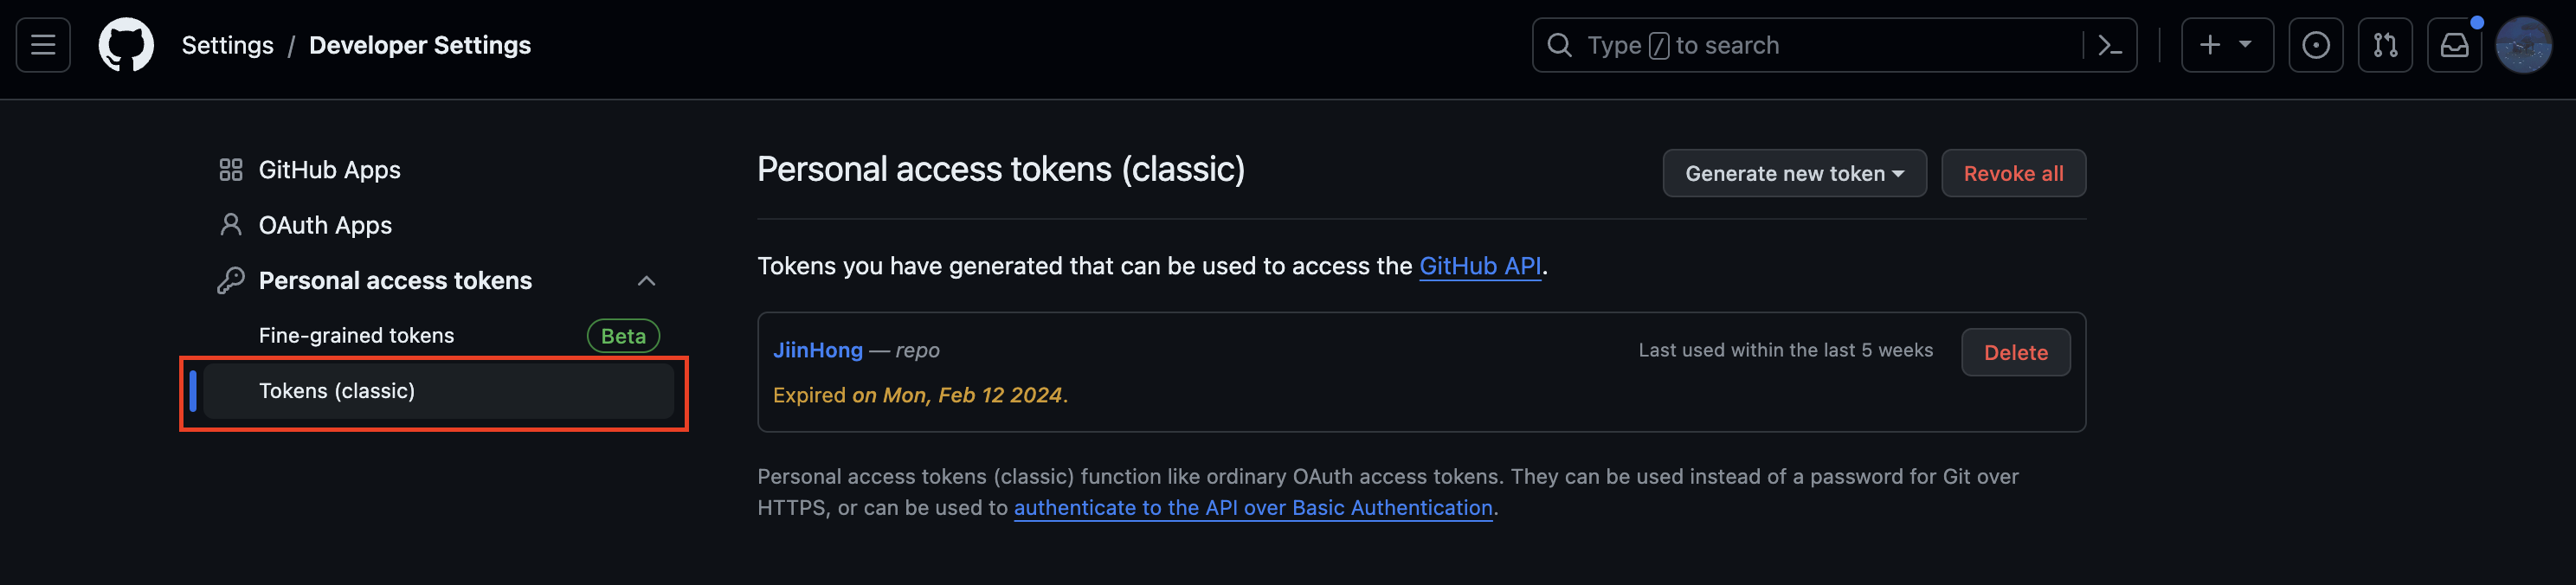 Settings / Developer Settings
Type / to search
GitHub Apps
OAuth Apps
Personal access tokens
Fine-grained tokens Beta
Tokens (classic)
Personal access tokens (classic)
Generate new token
Revoke all
Tokens you have generated that can be used to access the GitHub API.
JiinHong — repo
Last used within the last 5 weeks
Delete
Expired on Mon, Feb 12 2024.
Personal access tokens (classic) function like ordinary OAuth access tokens. They can be used instead of a password for Git over
HTTPS, or can be used to authenticate to the API over Basic Authentication.